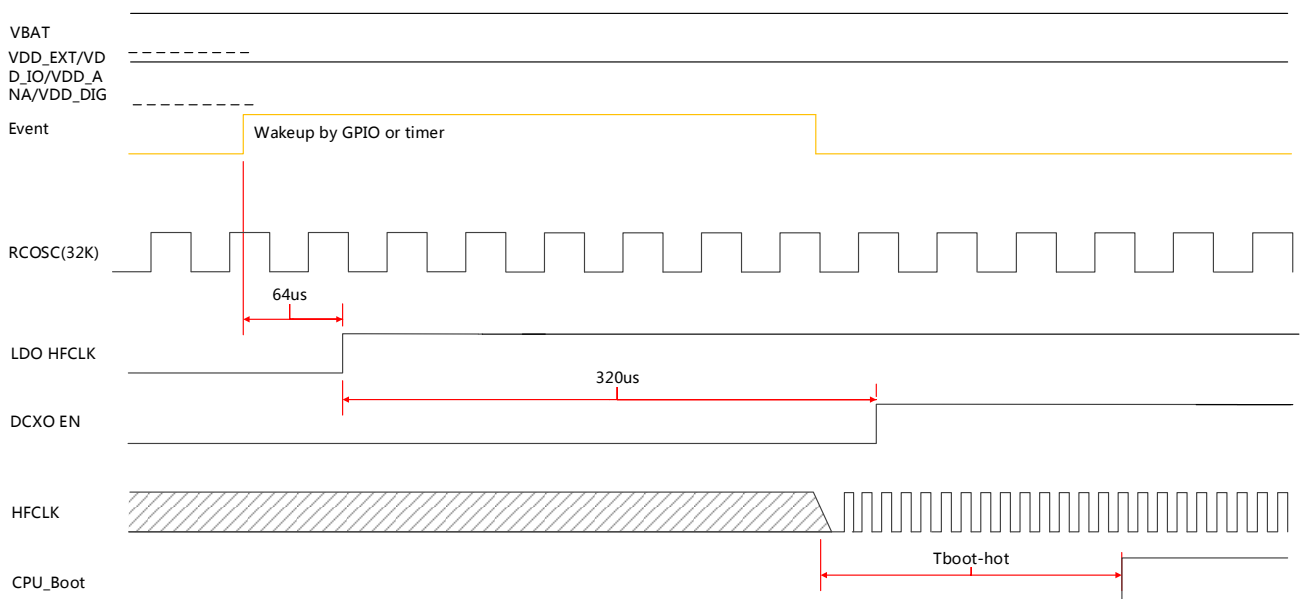 VBAT
VDD_EXT/VD
D_IO/VDD_A
NA/VDD_DIG
Event
Wakeup by GPIO or timer
RCOSC(32K)
64us
LDO HFCLK
320us
DCXO EN
HFCLK
Tboot-hot
CPU_Boot